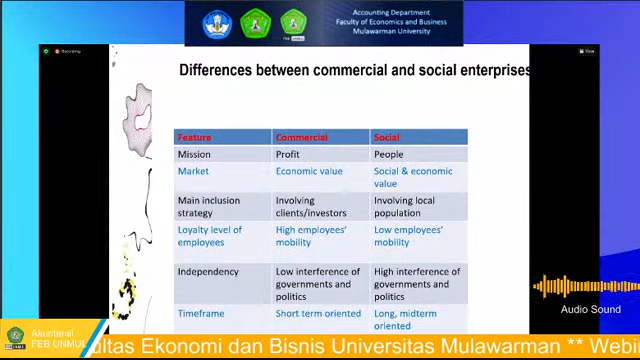 Accounting Department
Faculty of Economics and Business
Mulawarman University
Recording
View
Differences between commercial and social enterprises
Feature Commercial Social
Mission Profit People
Market Economic value Social & economic
value
Main inclusion Involving Involving local
strategy clients/investors population
Loyalty level of High employees' Low employees'
employees mobility mobility
Independency Low interference of High interference of
governments and governments and
politics politics
Timeframe Short term oriented Long, midterm
oriented
Audio Sound
Akuntansi
FEB UNMUL
ultas Ekonomi dan Bisnis Universitas Mulawarman ** Webi